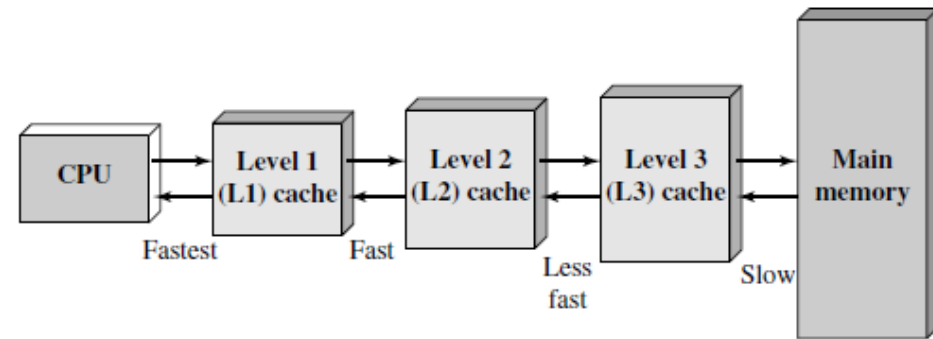 CPU
Level 1
(L1) cache
Level 2
(L2) cache
Level 3
(L3) cache
Main
memory
Fastest
Fast
Less
fast
Slow